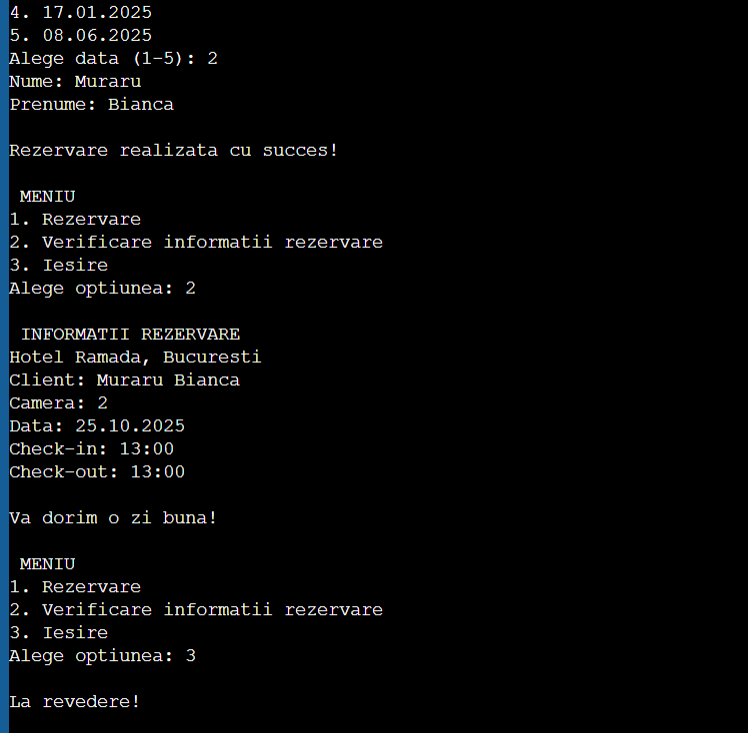 4. 17.01.2025
5. 08.06.2025
Alege data (1-5): 2
Nume: Muraru
Prenume: Bianca
Rezervare realizata cu succes!
MENIU
1. Rezervare
2. Verificare informatii rezervare
3. Iesire
Alege optiunea: 2
INFORMATII REZERVARE
Hotel Ramada, Bucuresti
Client: Muraru Bianca
Camera: 2
Data: 25.10.2025
Check-in: 13:00
Check-out: 13:00
Va dorim o zi buna!
MENIU
1. Rezervare
2. Verificare informatii rezervare
3. Iesire
Alege optiunea: 3
La revedere!